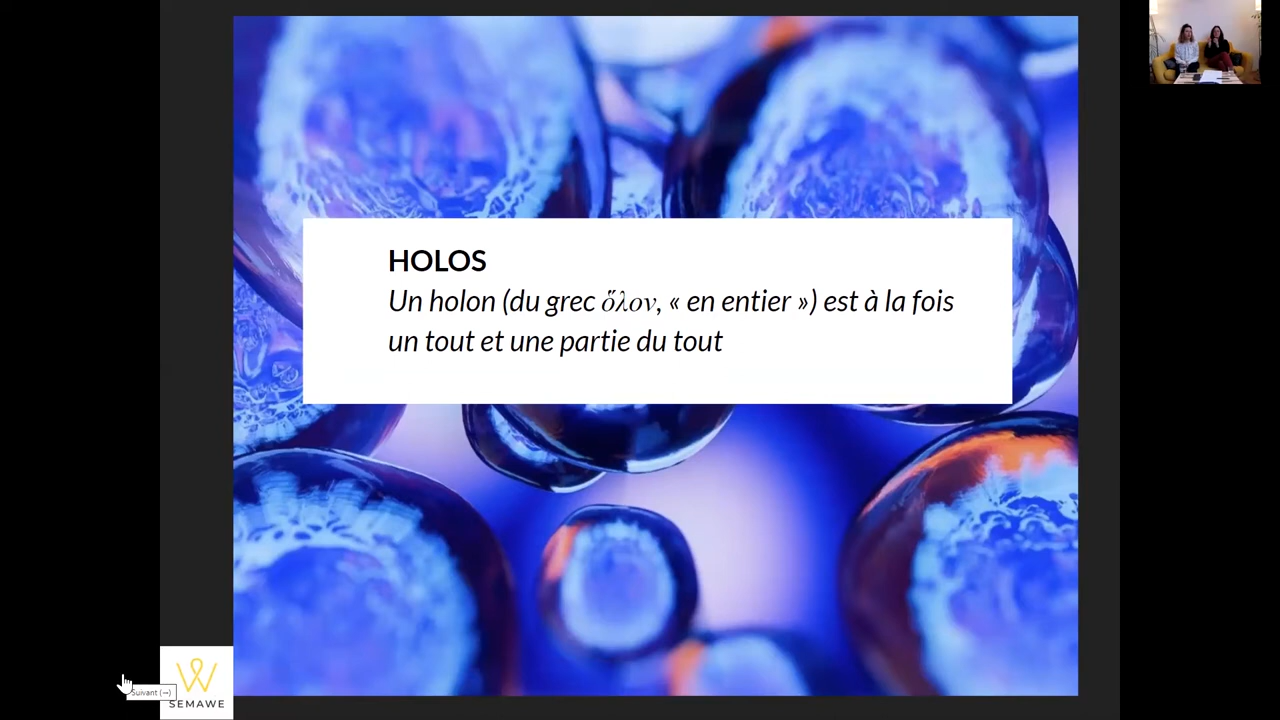 HOLOS
Un holon (du grec ὅλον, « en entier ») est à la fois
un tout et une partie du tout
Suivant (→)
SEMAWE